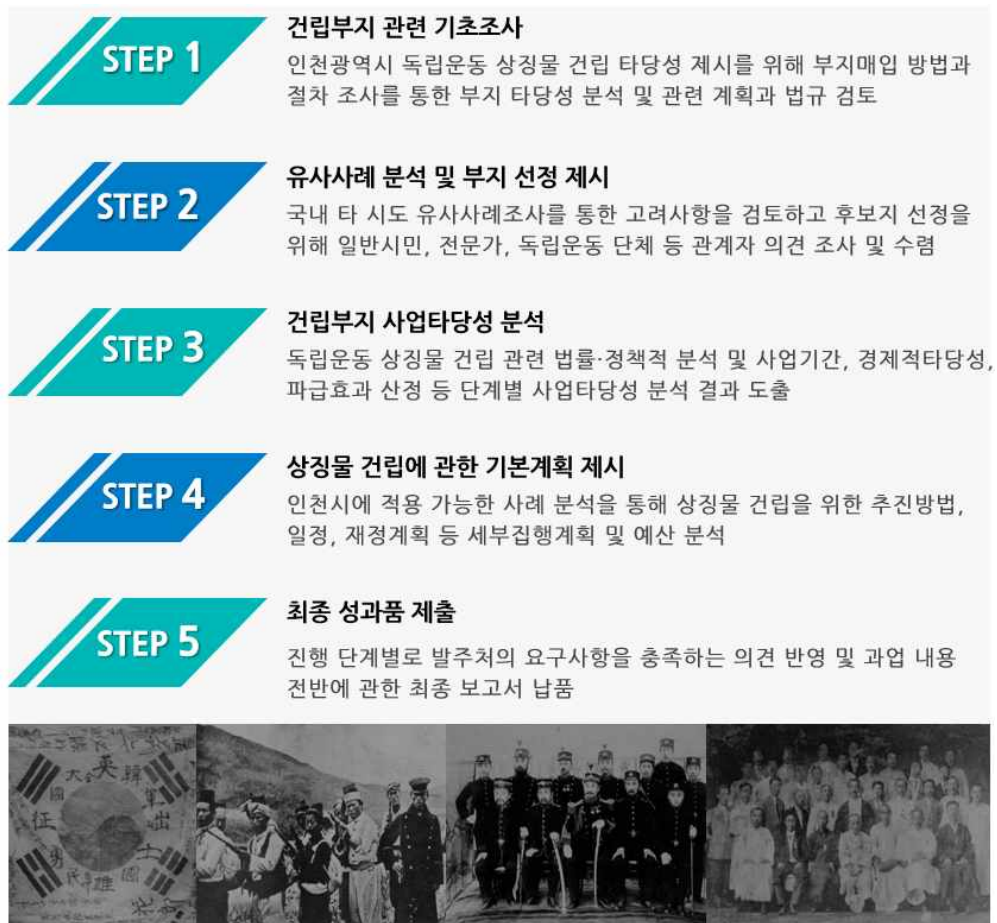 STEP 1
건립부지 관련 기초조사
인천광역시 독립운동 상징물 건립 타당성 제시를 위해 부지매입 방법과
절차 조사를 통한 부지 타당성 분석 및 관련 계획과 법규 검토
STEP 2
유사사례 분석 및 부지 선정 제시
국내 타 시도 유사사례조사를 통한 고려사항을 검토하고 후보지 선정을
위해 일반시민, 전문가, 독립운동 단체 등 관계자 의견 조사 및 수렴
STEP 3
건립부지 사업타당성 분석
독립운동 상징물 건립 관련 법률·정책적 분석 및 사업기간, 경제적타당성,
파급효과 산정 등 단계별 사업타당성 분석 결과 도출
STEP 4
상징물 건립에 관한 기본계획 제시
인천시에 적용 가능한 사례 분석을 통해 상징물 건립을 위한 추진방법,
일정, 재정계획 등 세부집행계획 및 예산 분석
STEP 5
최종 성과품 제출
진행 단계별로 발주처의 요구사항을 충족하는 의견 반영 및 과업 내용
전반에 관한 최종 보고서 납품